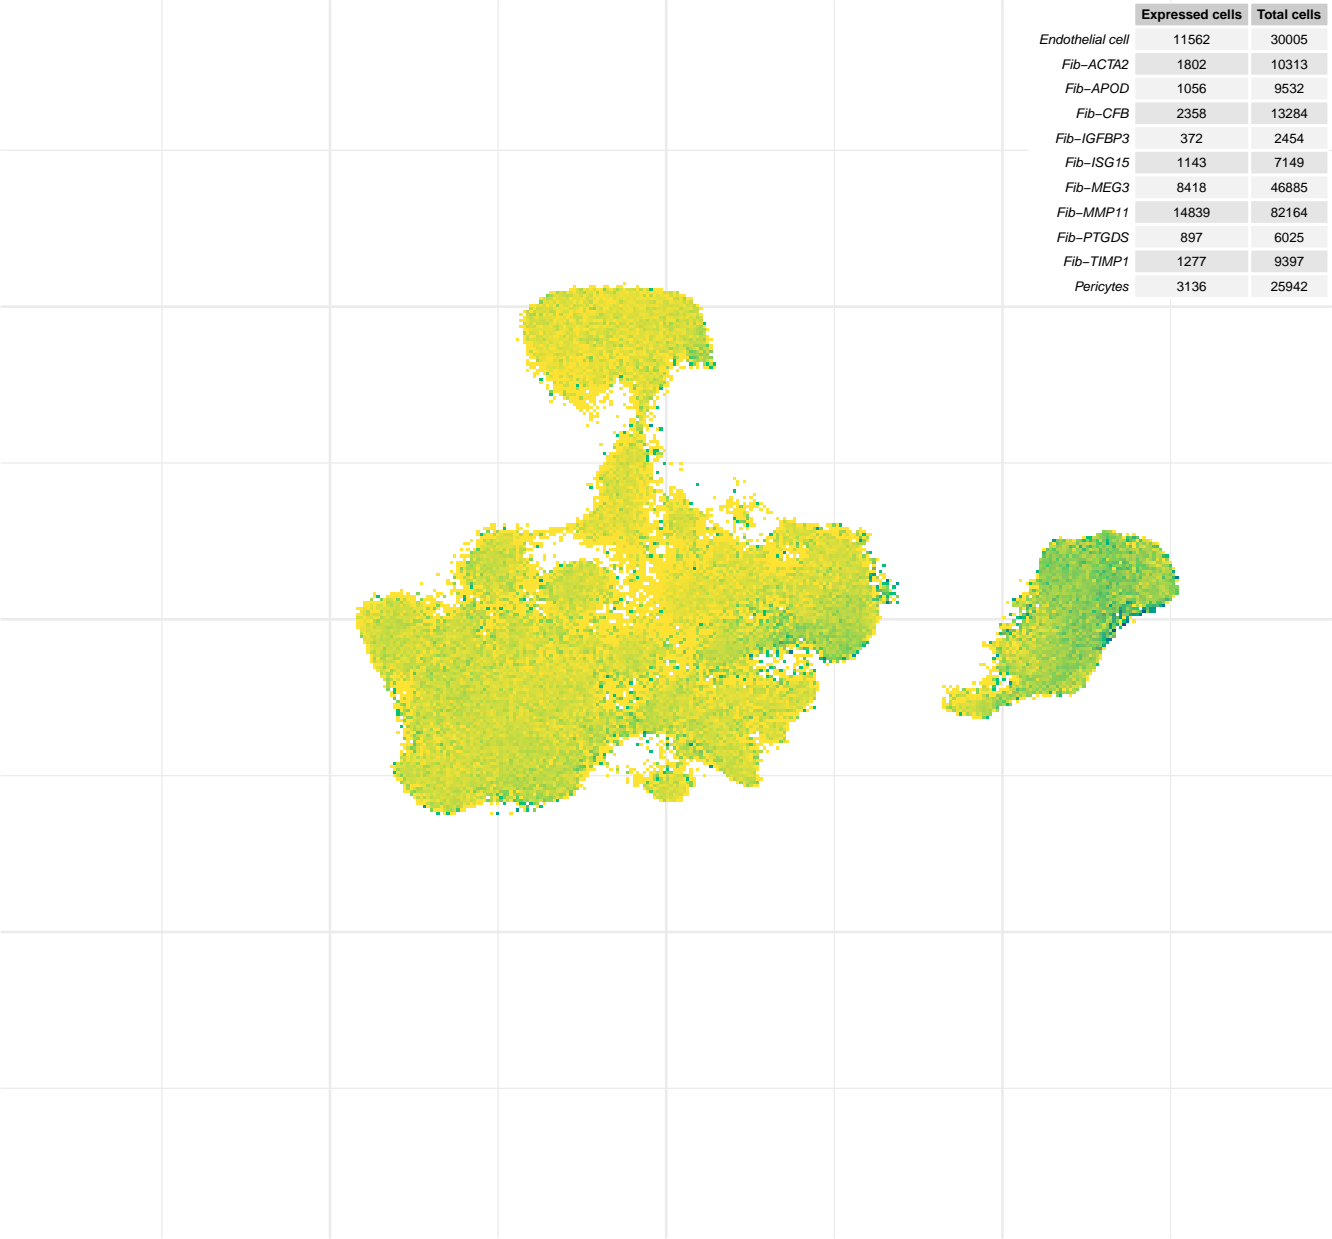 Expressed cells Total cells
Endothelial cell 11562 30005
Fib−ACTA2 1802 10313
Fib−APOD 1056 9532
Fib−CFB 2358 13284
Fib−IGFBP3 372 2454
Fib−ISG15 1143 7149
Fib−MEG3 8418 46885
Fib−MMP11 14839 82164
Fib−PTGDS 897 6025
Fib−TIMP1 1277 9397
Pericytes 3136 25942